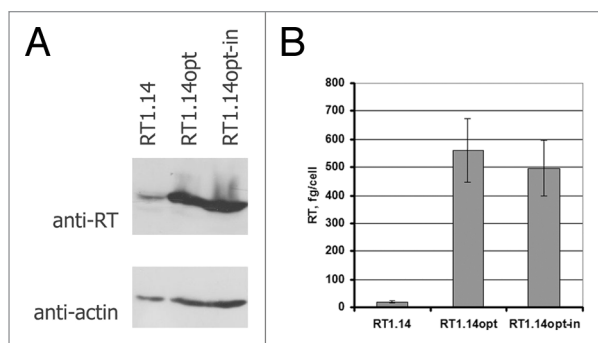 A
RT1.14
RT1.14opt
RT1.14opt-in
anti-RT
anti-actin
B
RT, fg/cell
800
700
600
500
400
300
200
100
0
RT1.14
RT1.14opt
RT1.14opt-in